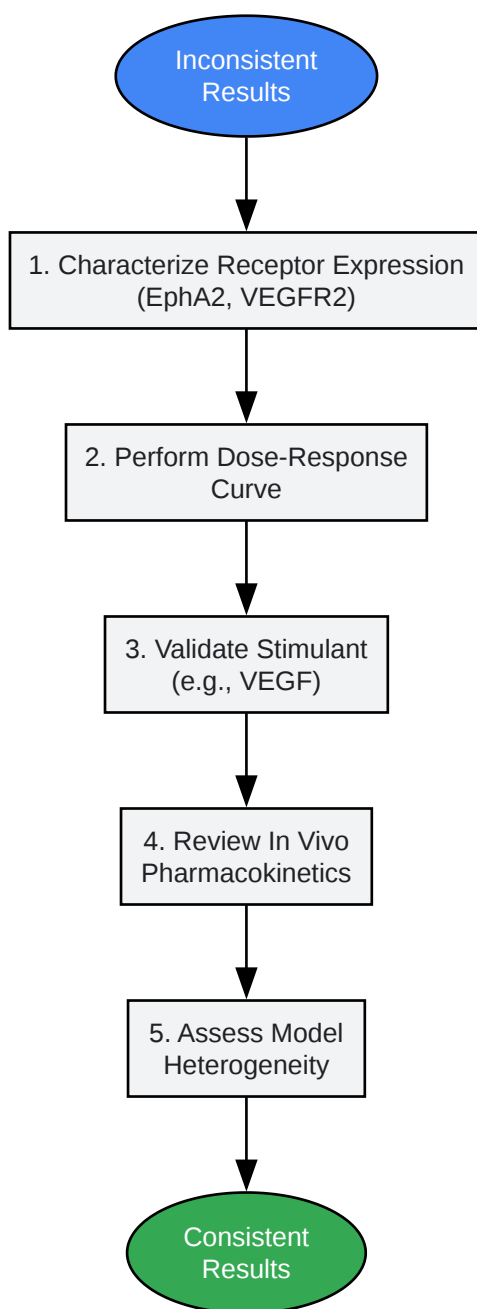 Inconsistent
Results
1. Characterize Receptor Expression
(EphA2, VEGFR2)
2. Perform Dose-Response
Curve
3. Validate Stimulant
(e.g., VEGF)
4. Review In Vivo
Pharmacokinetics
5. Assess Model
Heterogeneity
Consistent
Results